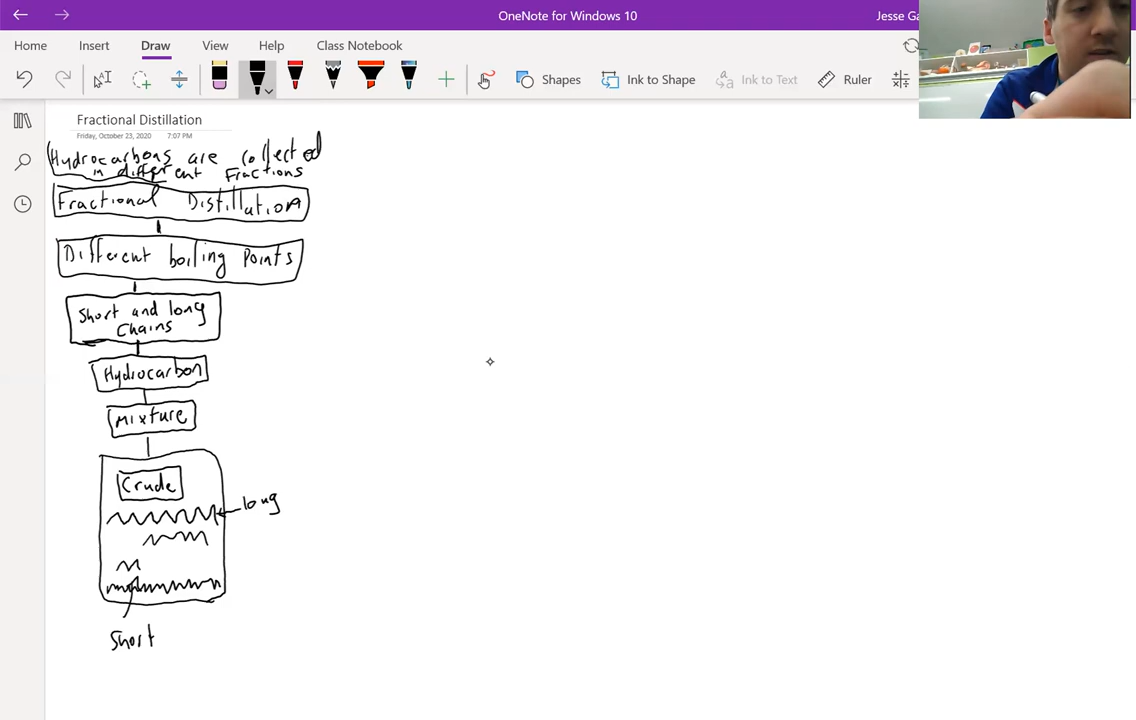 OneNote for Windows 10
Jesse Ga
Home Insert Draw View Help Class Notebook
Shapes Ink to Shape Ink to Text Ruler
Fractional Distillation
Friday, October 23, 2020 7:07 PM
Hydrocarbons are collected
in different Fractions
Fractional Distillation
Different boiling Points
Short and long
Chains
Hydrocarbon
Mixture
Crude
long
Short